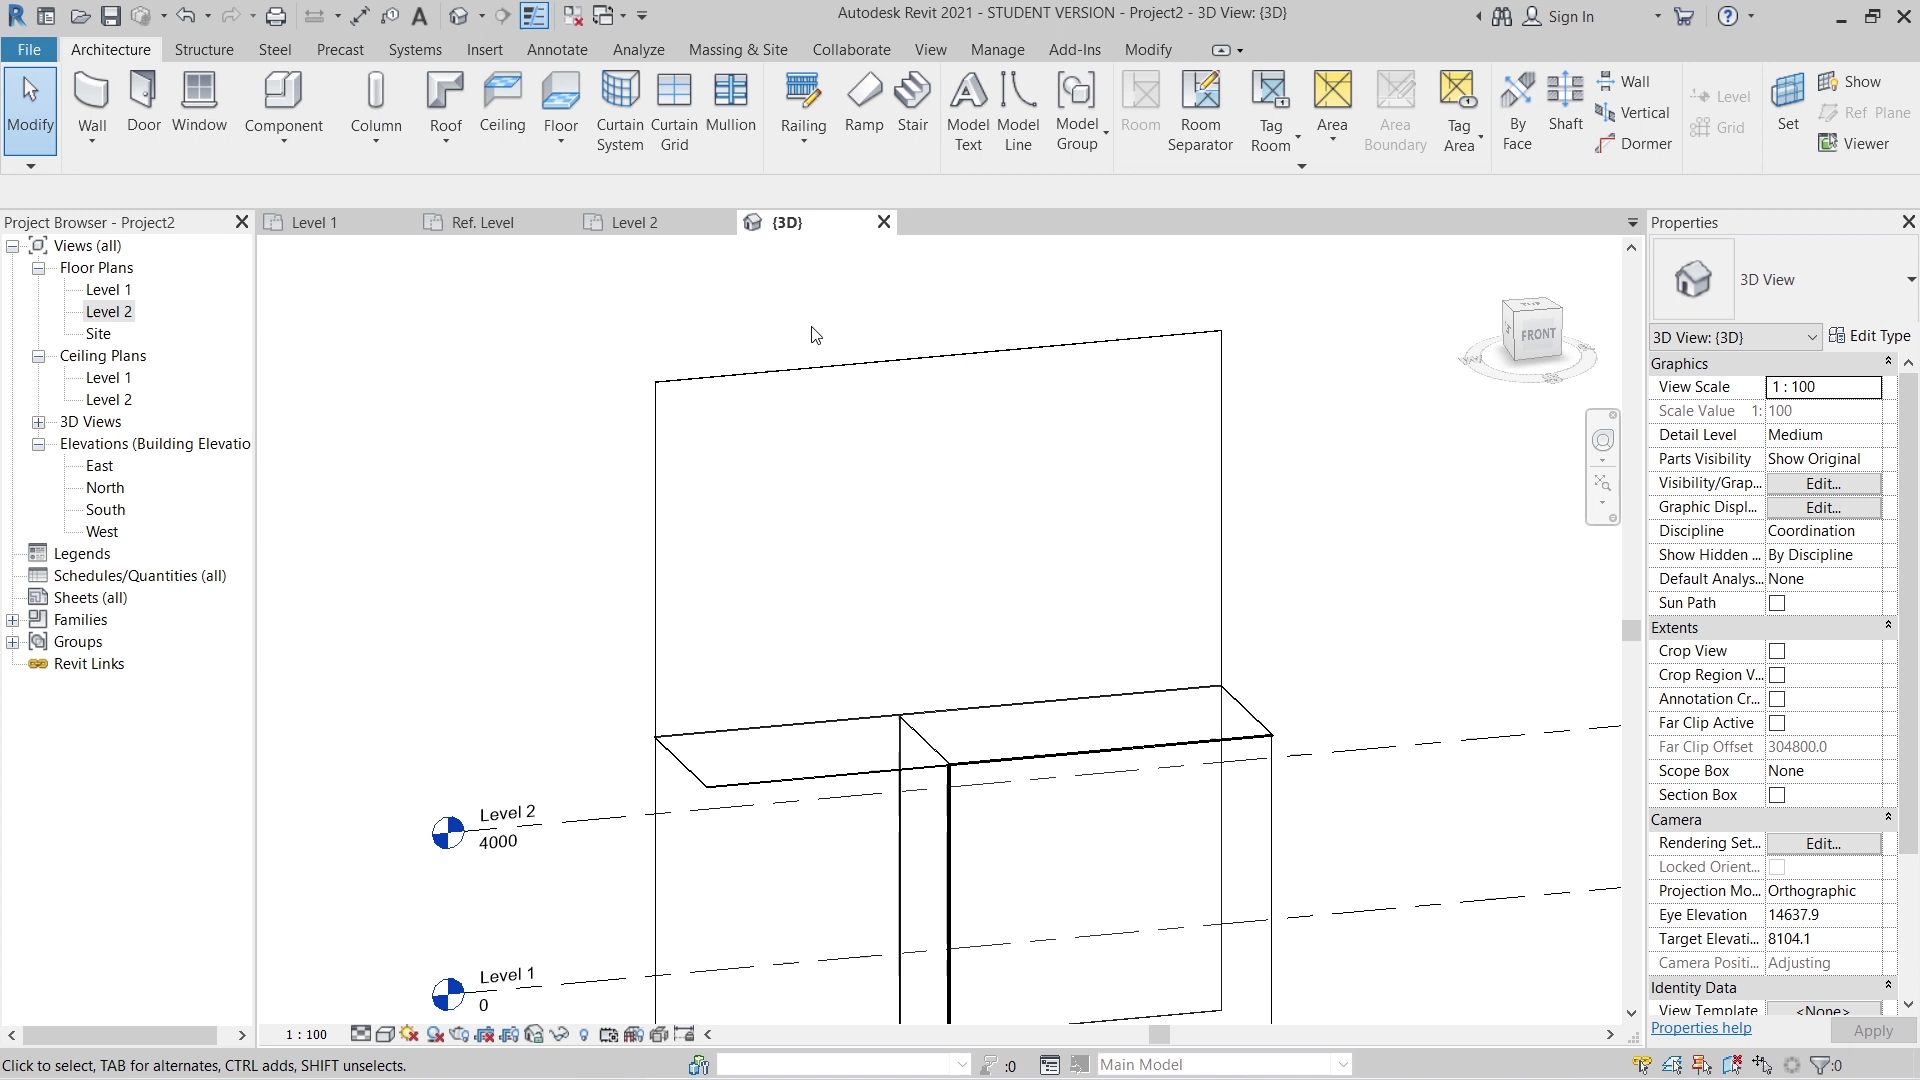 Autodesk Revit 2021 - STUDENT VERSION - Project2 - 3D View: {3D}
Sign In
File
Architecture
Structure
Steel
Precast
Systems
Insert
Annotate
Analyze
Massing & Site
Collaborate
View
Manage
Add-Ins
Modify
Modify
Wall
Door
Window
Component
Column
Roof
Ceiling
Floor
Curtain System
Curtain Grid
Mullion
Railing
Ramp
Stair
Model Text
Model Line
Model Group
Room
Room Separator
Tag Room
Area
Area Boundary
Tag Area
By Face
Shaft
Wall
Vertical
Dormer
Level
Grid
Set
Show
Ref Plane
Viewer
Project Browser - Project2
Views (all)
Floor Plans
Level 1
Level 2
Site
Ceiling Plans
Level 1
Level 2
3D Views
Elevations (Building Elevatio
East
North
South
West
Legends
Schedules/Quantities (all)
Sheets (all)
Families
Groups
Revit Links
Level 1
Ref. Level
Level 2
{3D}
FRONT
Level 2
4000
Level 1
0
Properties
3D View
3D View: {3D}
Edit Type
Graphics
View Scale 1 : 100
Scale Value 1: 100
Detail Level Medium
Parts Visibility Show Original
Visibility/Grap... Edit...
Graphic Displ... Edit...
Discipline Coordination
Show Hidden ... By Discipline
Default Analys... None
Sun Path
Extents
Crop View
Crop Region V...
Annotation Cr...
Far Clip Active
Far Clip Offset 304800.0
Scope Box None
Section Box
Camera
Rendering Set... Edit...
Locked Orient...
Projection Mo... Orthographic
Eye Elevation 14637.9
Target Elevati... 8104.1
Camera Positi... Adjusting
Identity Data
View Template <None>
Properties help
Apply
1 : 100
Click to select, TAB for alternates, CTRL adds, SHIFT unselects.
:0
Main Model
:0